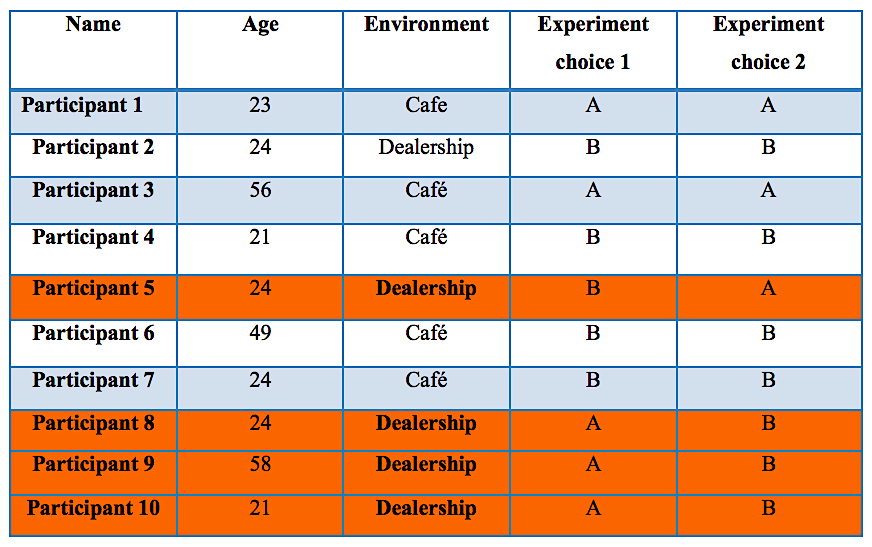 Name Age Environment Experiment choice 1 Experiment choice 2
Participant 1 23 Cafe A A
Participant 2 24 Dealership B B
Participant 3 56 Café A A
Participant 4 21 Café B B
Participant 5 24 Dealership B A
Participant 6 49 Café B B
Participant 7 24 Café B B
Participant 8 24 Dealership A B
Participant 9 58 Dealership A B
Participant 10 21 Dealership A B